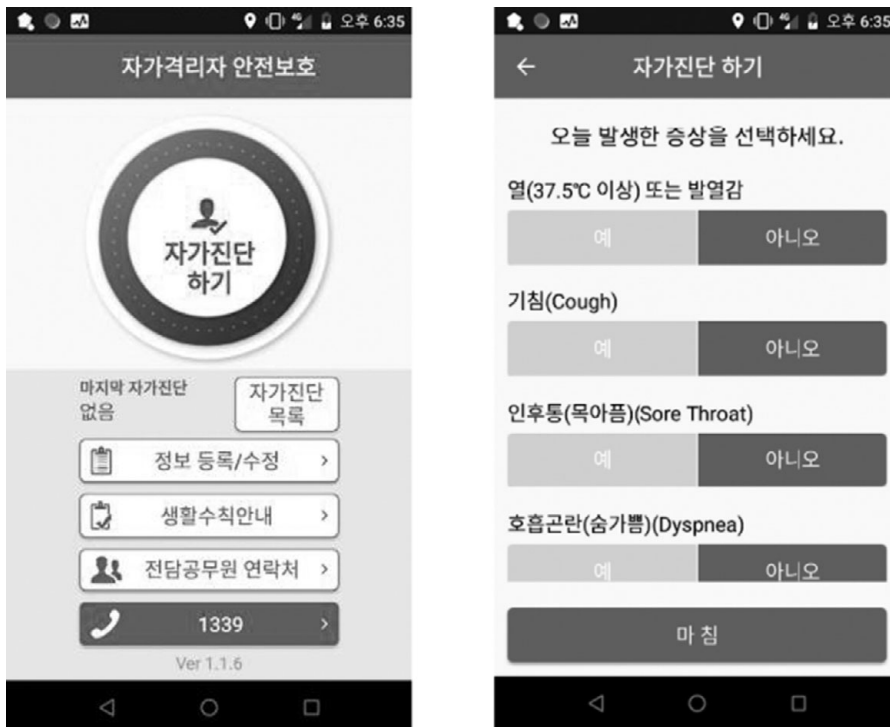 오후 6:35
자가격리자 안전보호
자가진단
하기
마지막 자가진단
없음
자가진단
목록
정보 등록/수정
생활수칙안내
전담공무원 연락처
1339
Ver 1.1.6
오후 6:35
자가진단 하기
오늘 발생한 증상을 선택하세요.
열(37.5℃ 이상) 또는 발열감
예 아니오
기침(Cough)
예 아니오
인후통(목아픔)(Sore Throat)
예 아니오
호흡곤란(숨가쁨)(Dyspnea)
예 아니오
마 침